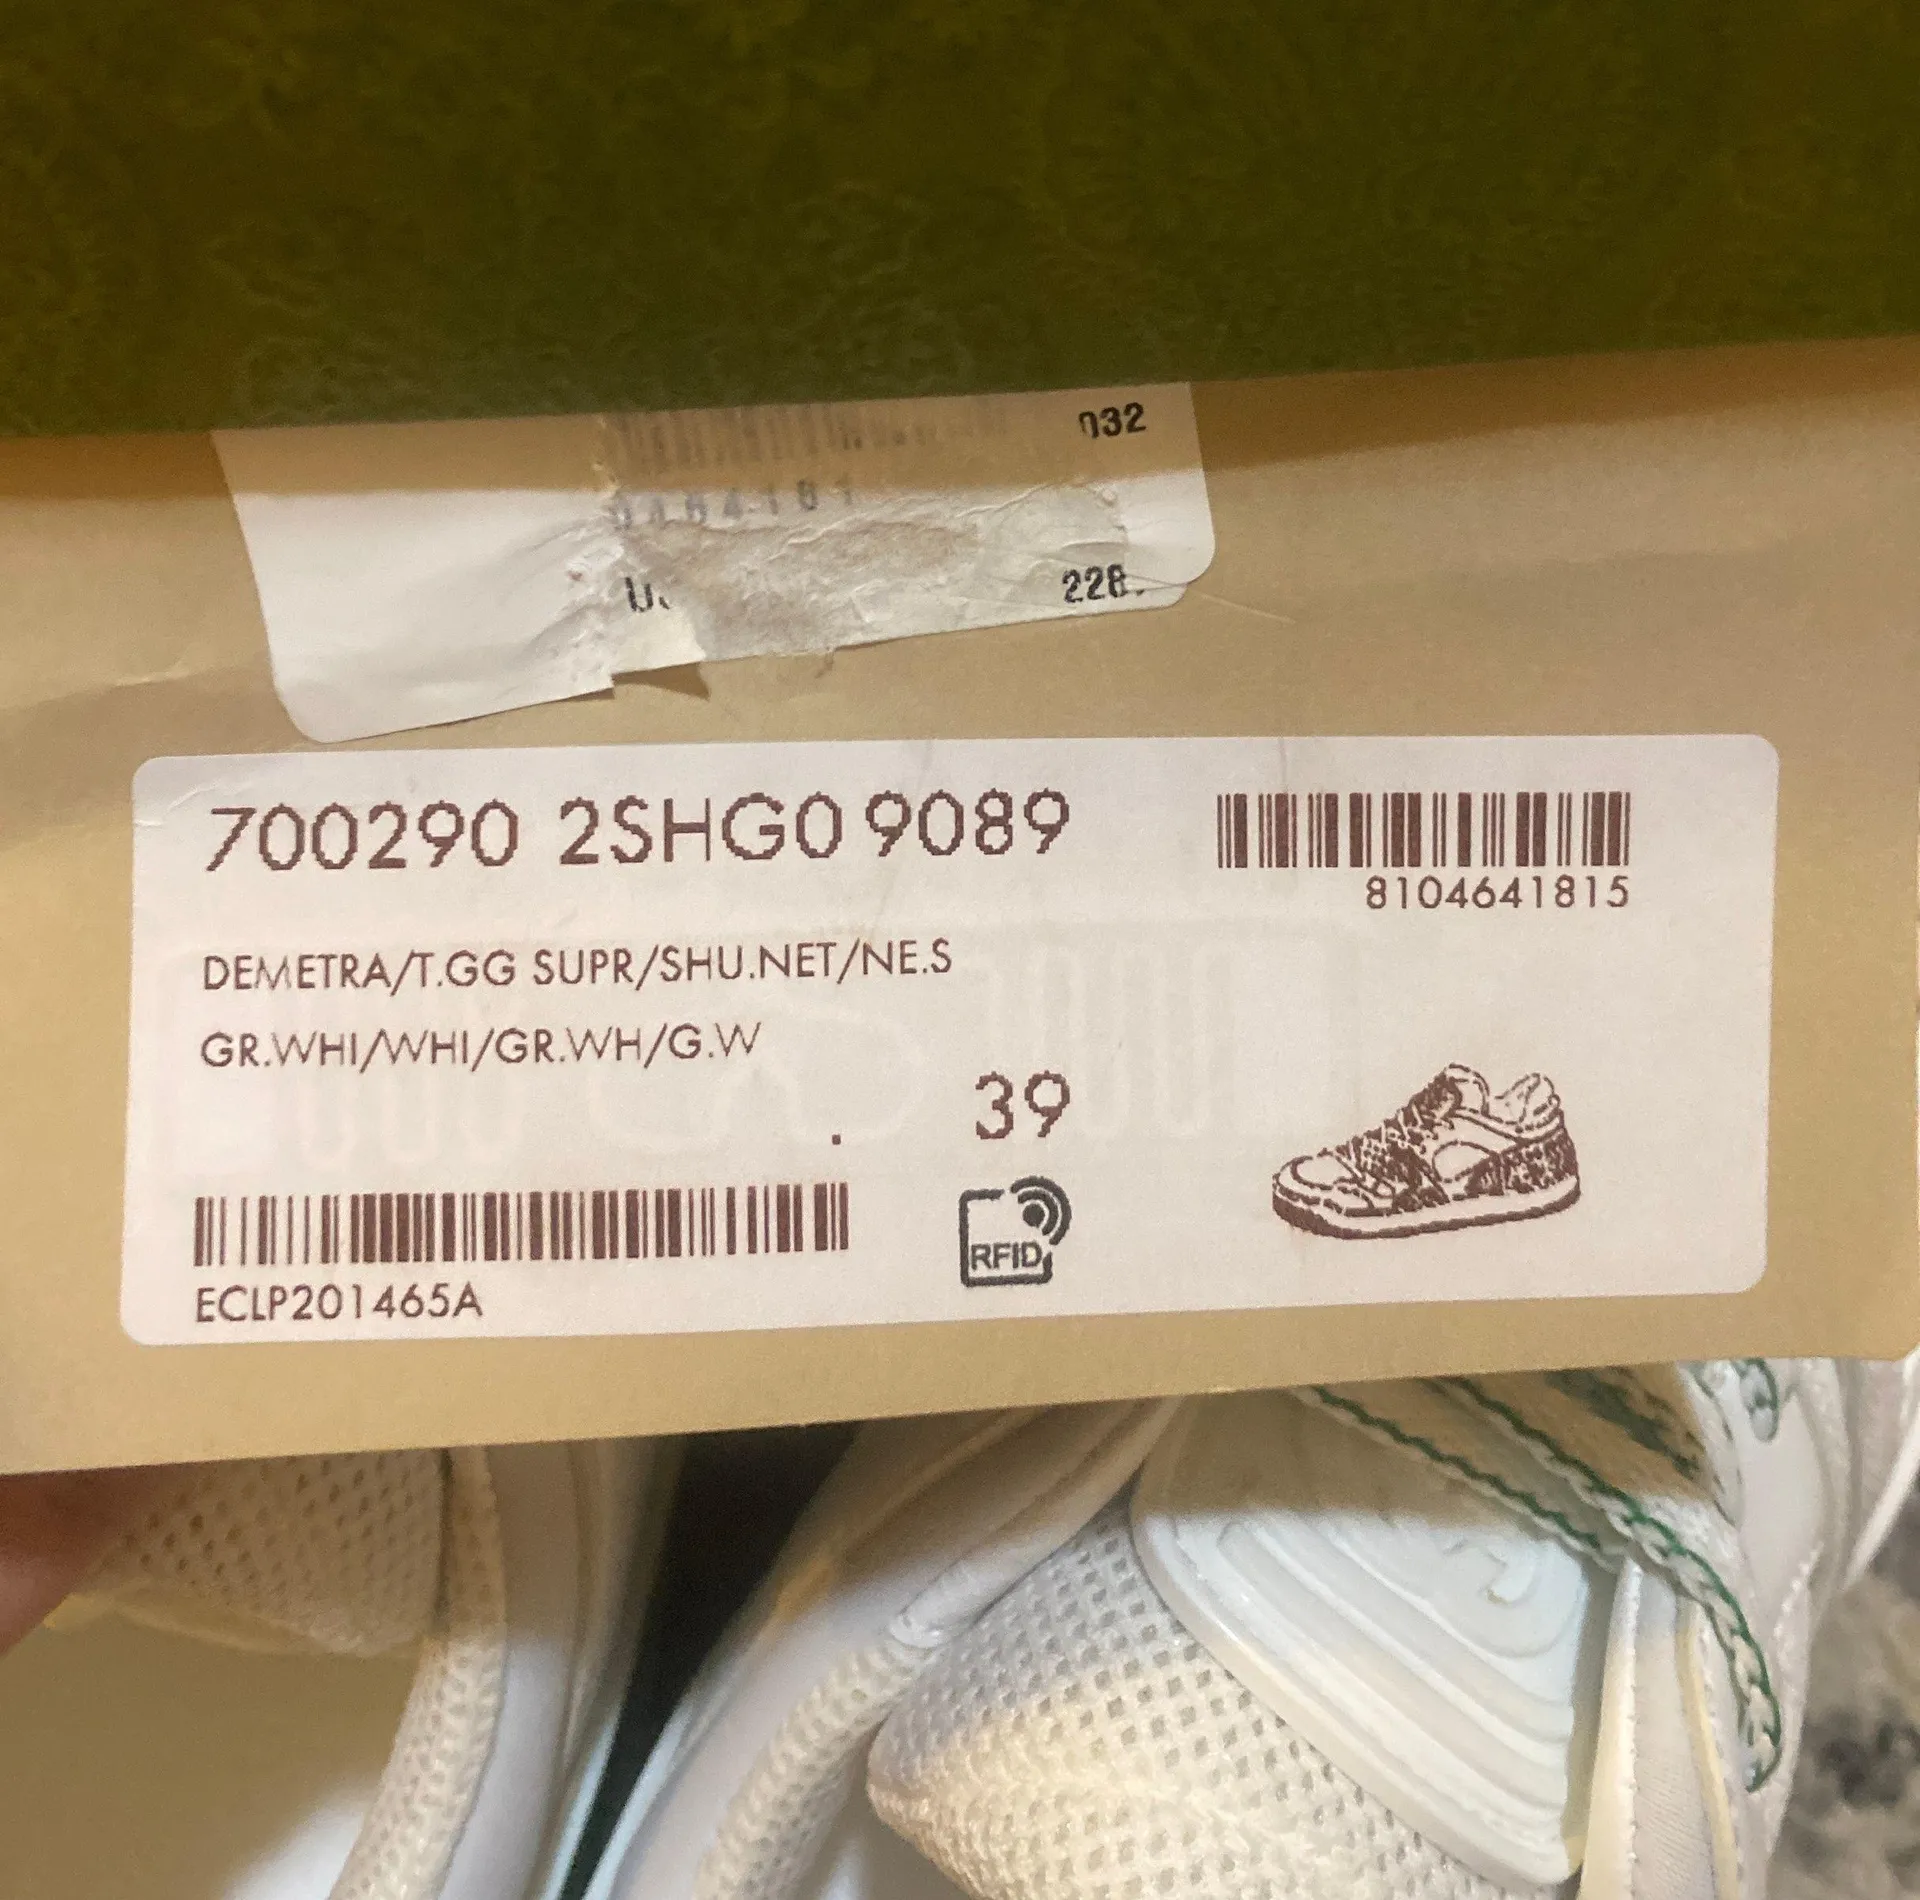 032
U.
228.
700290 2SHG0 9089
8104641815
DEMETRA/T.GG SUPR/SHU.NET/NE.S
GR.WHI/WHI/GR.WH/G.W
. 39
RFID
ECLP201465A